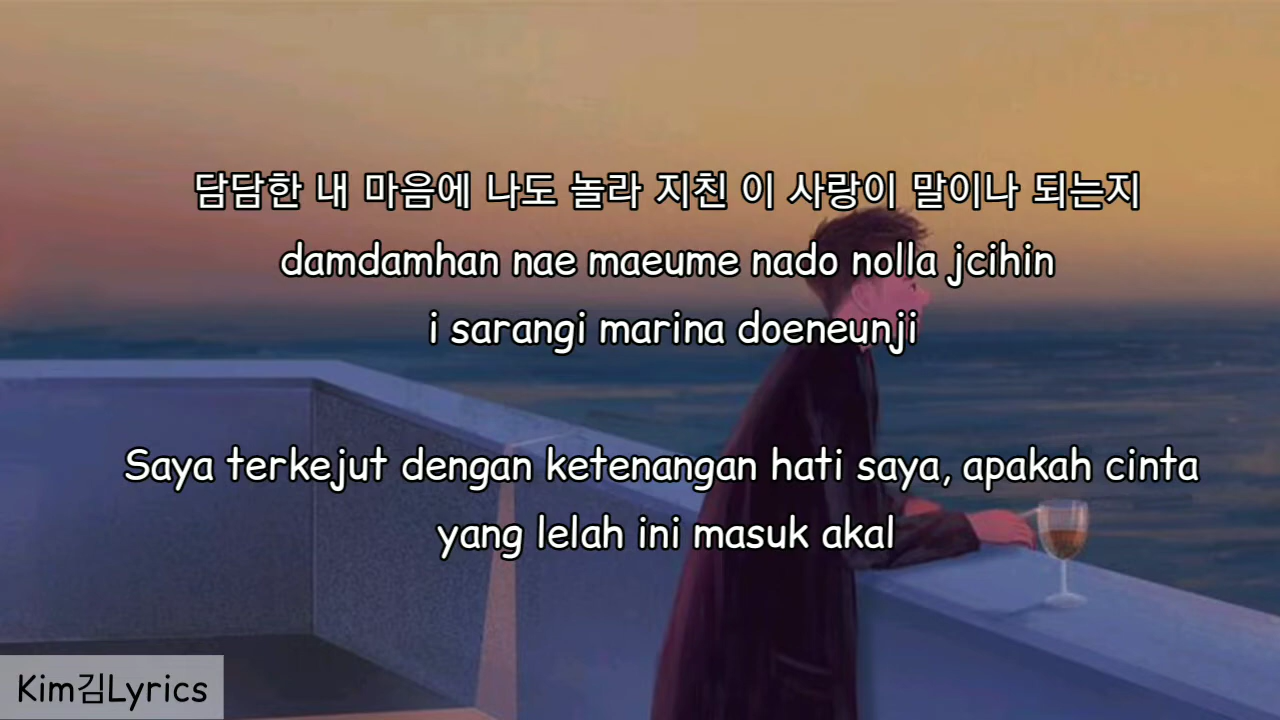 담담한 내 마음에 나도 놀라 지친 이 사랑이 말이나 되는지
damdamhan nae maeume nado nolla jcihin
i sarangi marina doeneunji
Saya terkejut dengan ketenangan hati saya, apakah cinta
yang lelah ini masuk akal
Kim김Lyrics